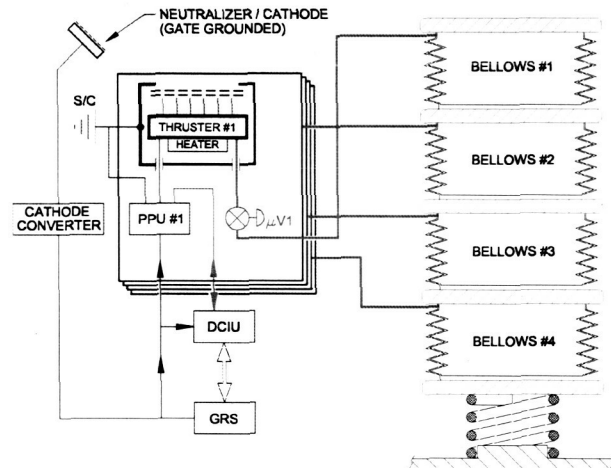 NEUTRALIZER / CATHODE
(GATE GROUNDED)
S/C
THRUSTER #1
HEATER
CATHODE
CONVERTER
PPU #1
μV1
DCIU
GRS
BELLOWS #1
BELLOWS #2
BELLOWS #3
BELLOWS #4